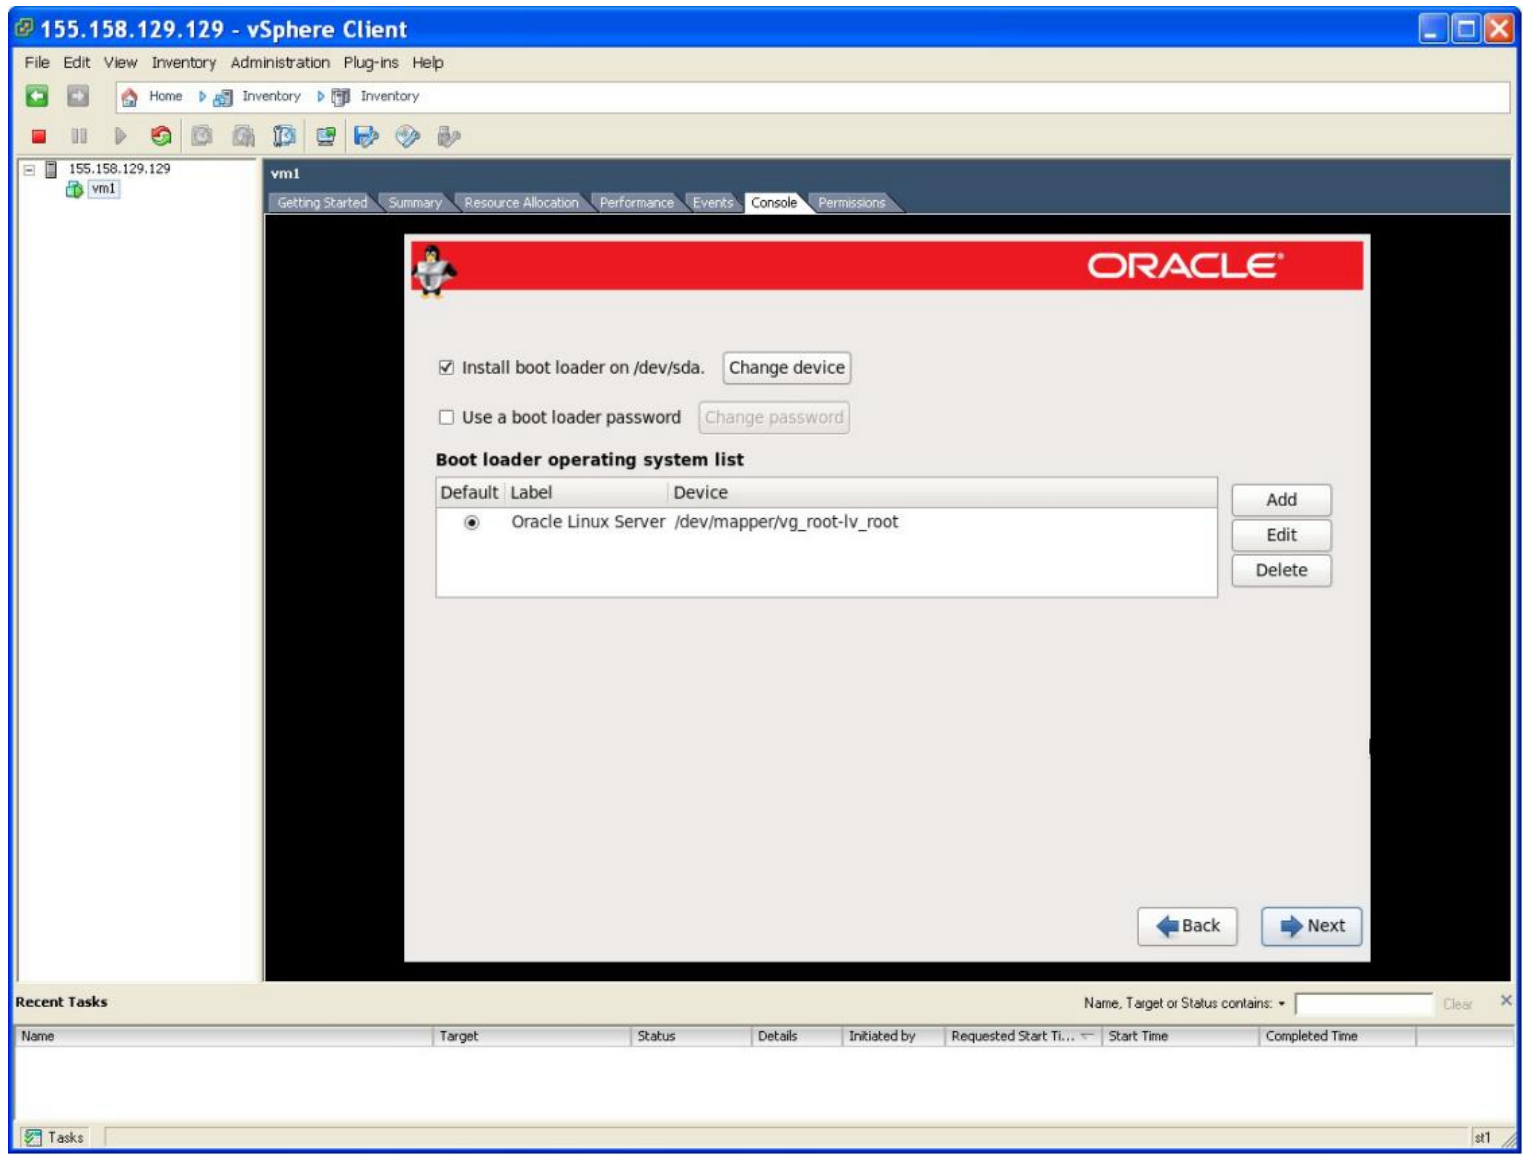 155.158.129.129 - vSphere Client
File Edit View Inventory Administration Plug-ins Help
Home Inventory Inventory
155.158.129.129
vm1
vm1
Getting Started Summary Resource Allocation Performance Events Console Permissions
ORACLE
Install boot loader on /dev/sda. Change device
Use a boot loader password Change password
Boot loader operating system list
Default Label Device
Oracle Linux Server /dev/mapper/vg_root-lv_root
Add
Edit
Delete
Back Next
Recent Tasks Name, Target or Status contains: Clear
Name Target Status Details Initiated by Requested Start Ti... Start Time Completed Time
Tasks st1